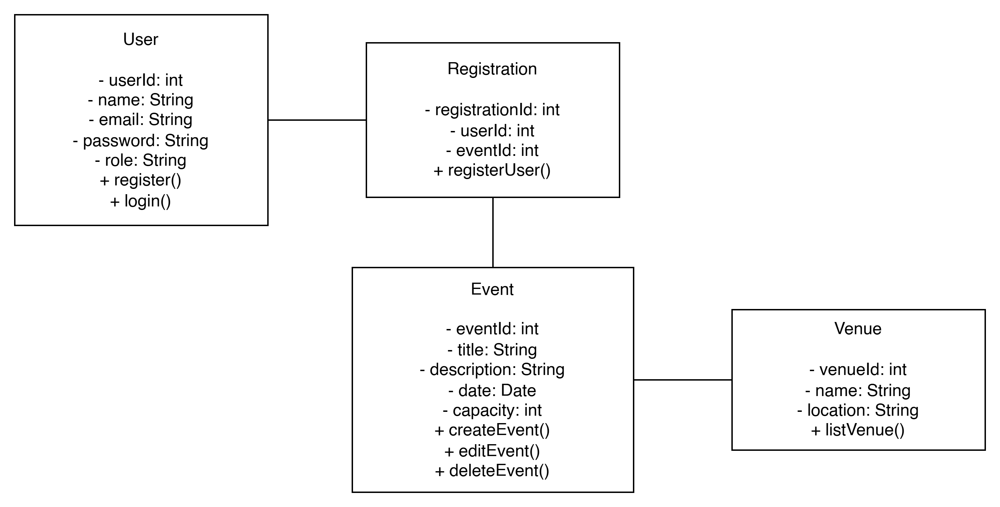 User
- userId: int
- name: String
- email: String
- password: String
- role: String
+ register()
+ login()
Registration
- registrationId: int
- userId: int
- eventId: int
+ registerUser()
Event
- eventId: int
- title: String
- description: String
- date: Date
- capacity: int
+ createEvent()
+ editEvent()
+ deleteEvent()
Venue
- venueId: int
- name: String
- location: String
+ listVenue()